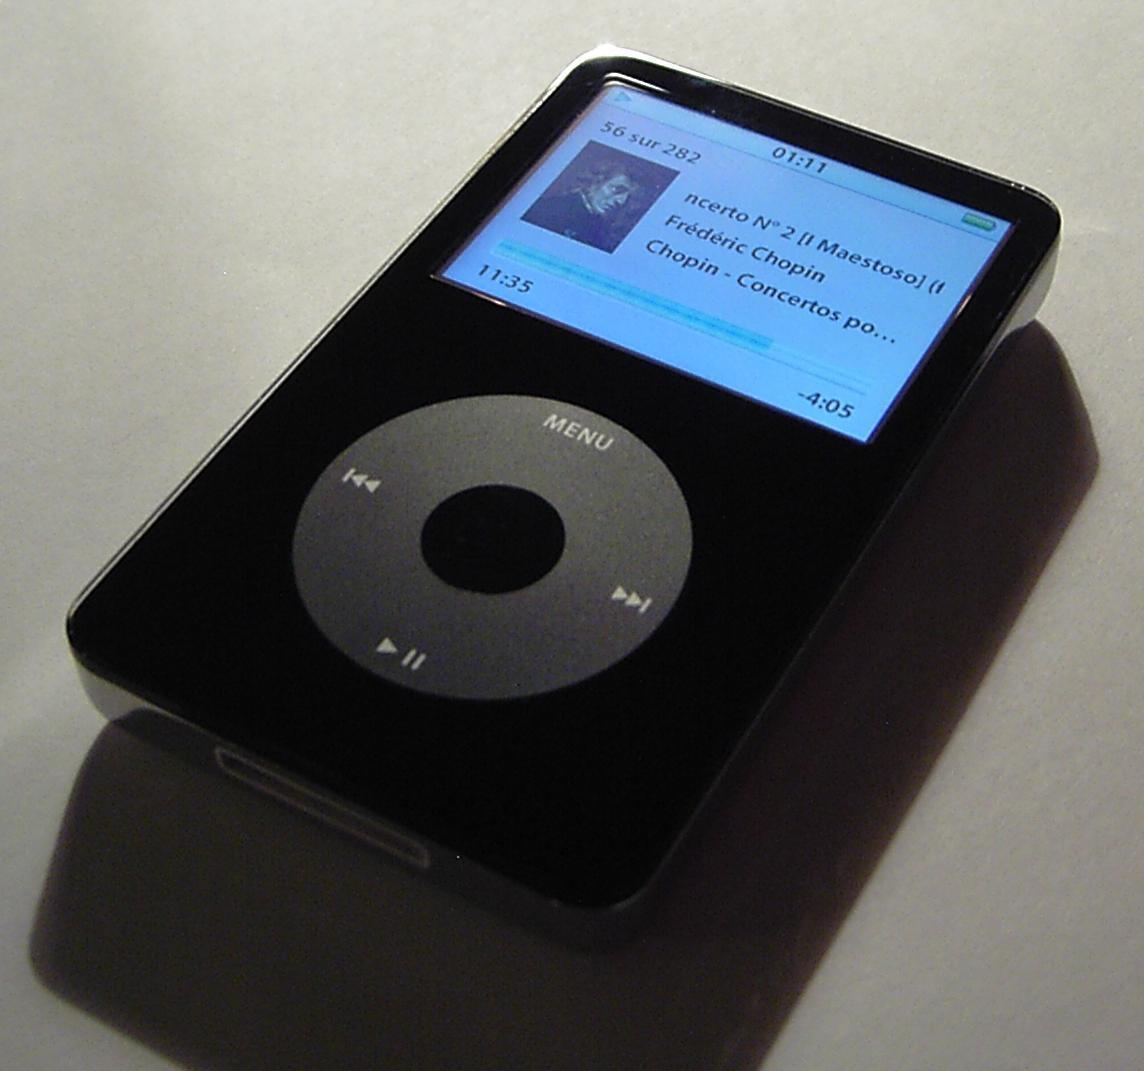 01:11
56 sur 282
ncerto N° 2 [I Maestoso] (f
Frédéric Chopin
Chopin - Concertos po...
11:35
-4:05
MENU